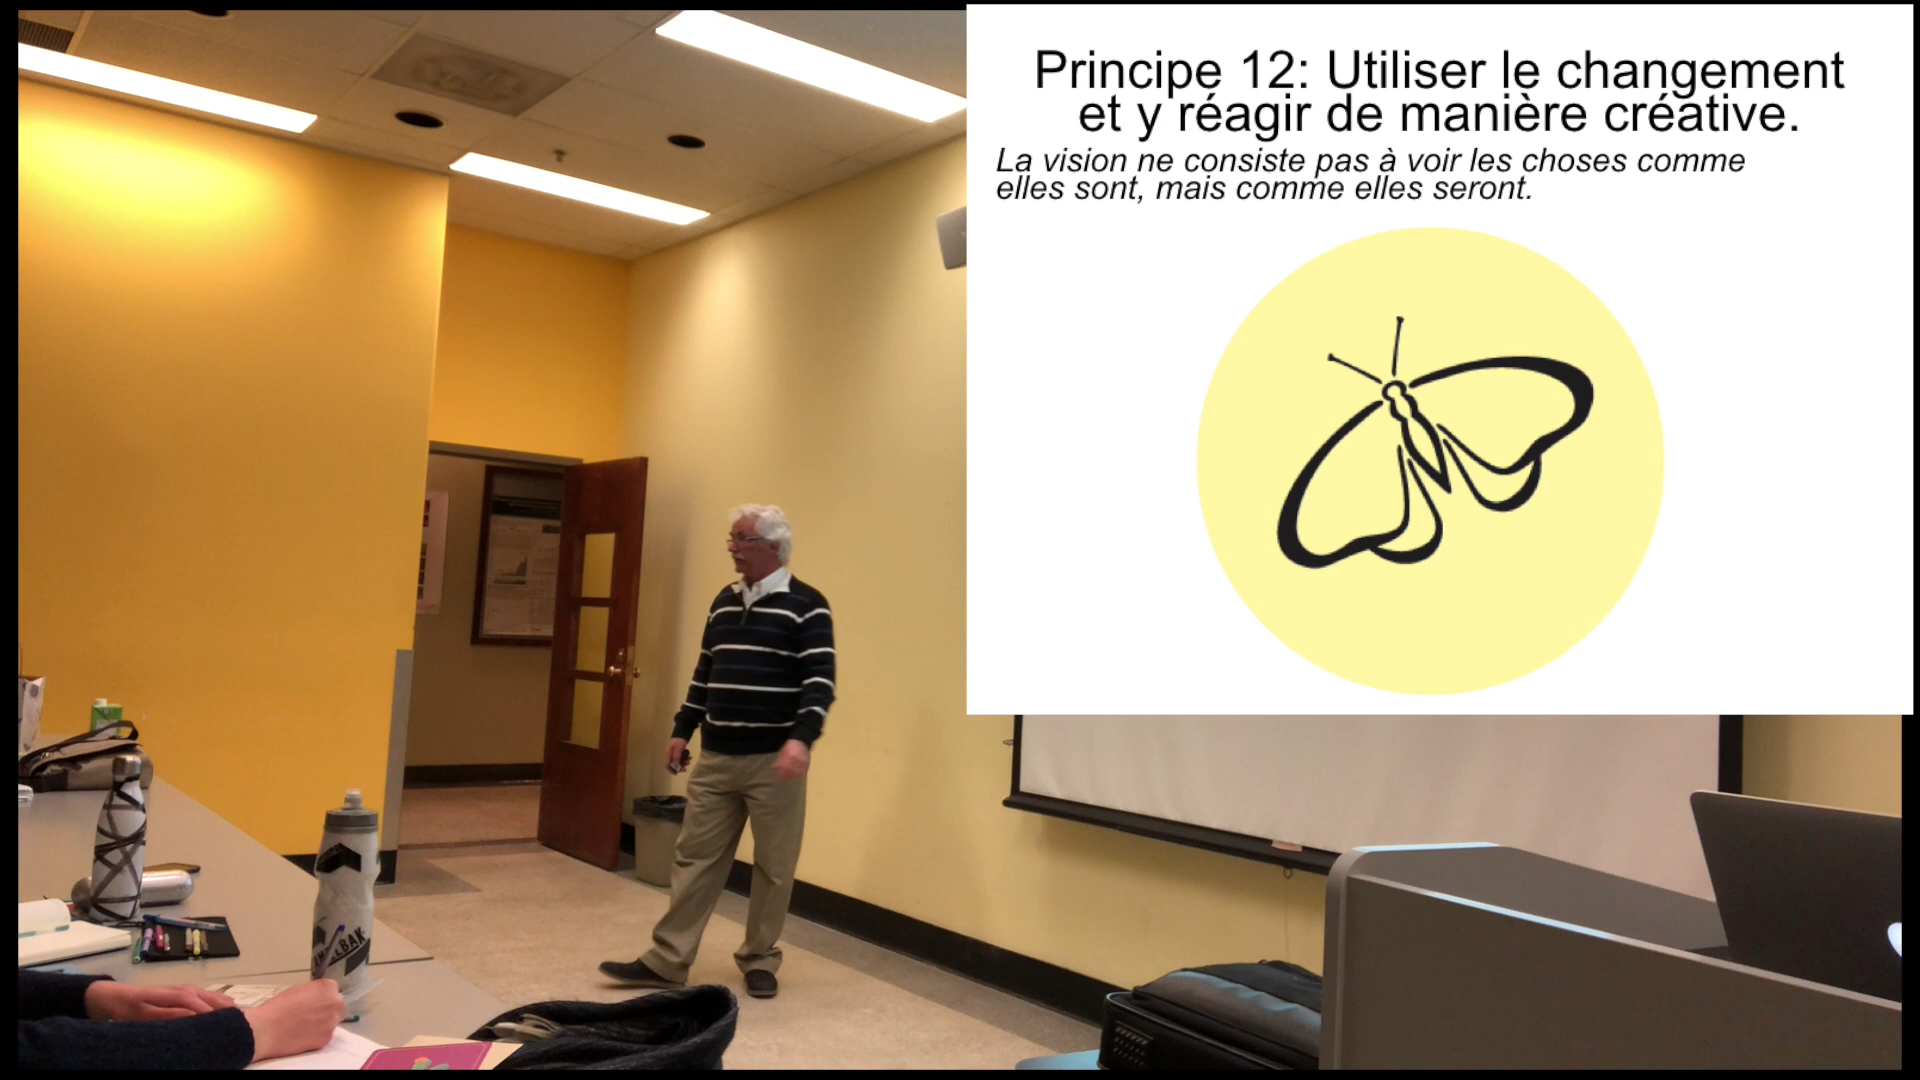 Principe 12: Utiliser le changement
et y réagir de manière créative.
La vision ne consiste pas à voir les choses comme
elles sont, mais comme elles seront.